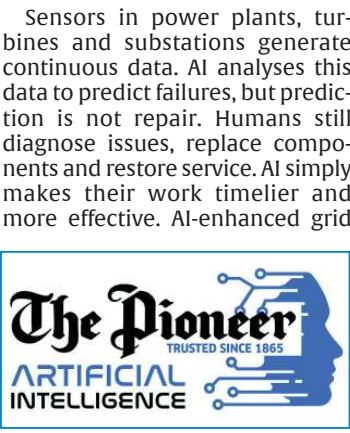 Sensors in power plants, tur-
bines and substations generate
continuous data. AI analyses this
data to predict failures, but predic-
tion is not repair. Humans still
diagnose issues, replace compo-
nents and restore service. AI simply
makes their work timelier and
more effective. AI-enhanced grid
The Pioneer
TRUSTED SINCE 1865
ARTIFICIAL
INTELLIGENCE